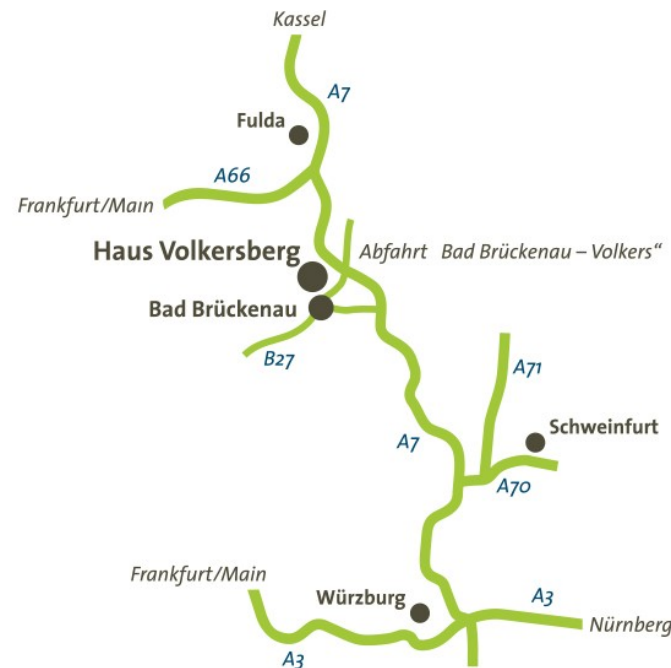 Kassel
A7
Fulda
A66
Frankfurt/Main
Haus Volkersberg
Abfahrt Bad Brückenau – Volkers“
Bad Brückenau
B27
A71
A7
Schweinfurt
A70
Frankfurt/Main
Würzburg
A3
Nürnberg
A3